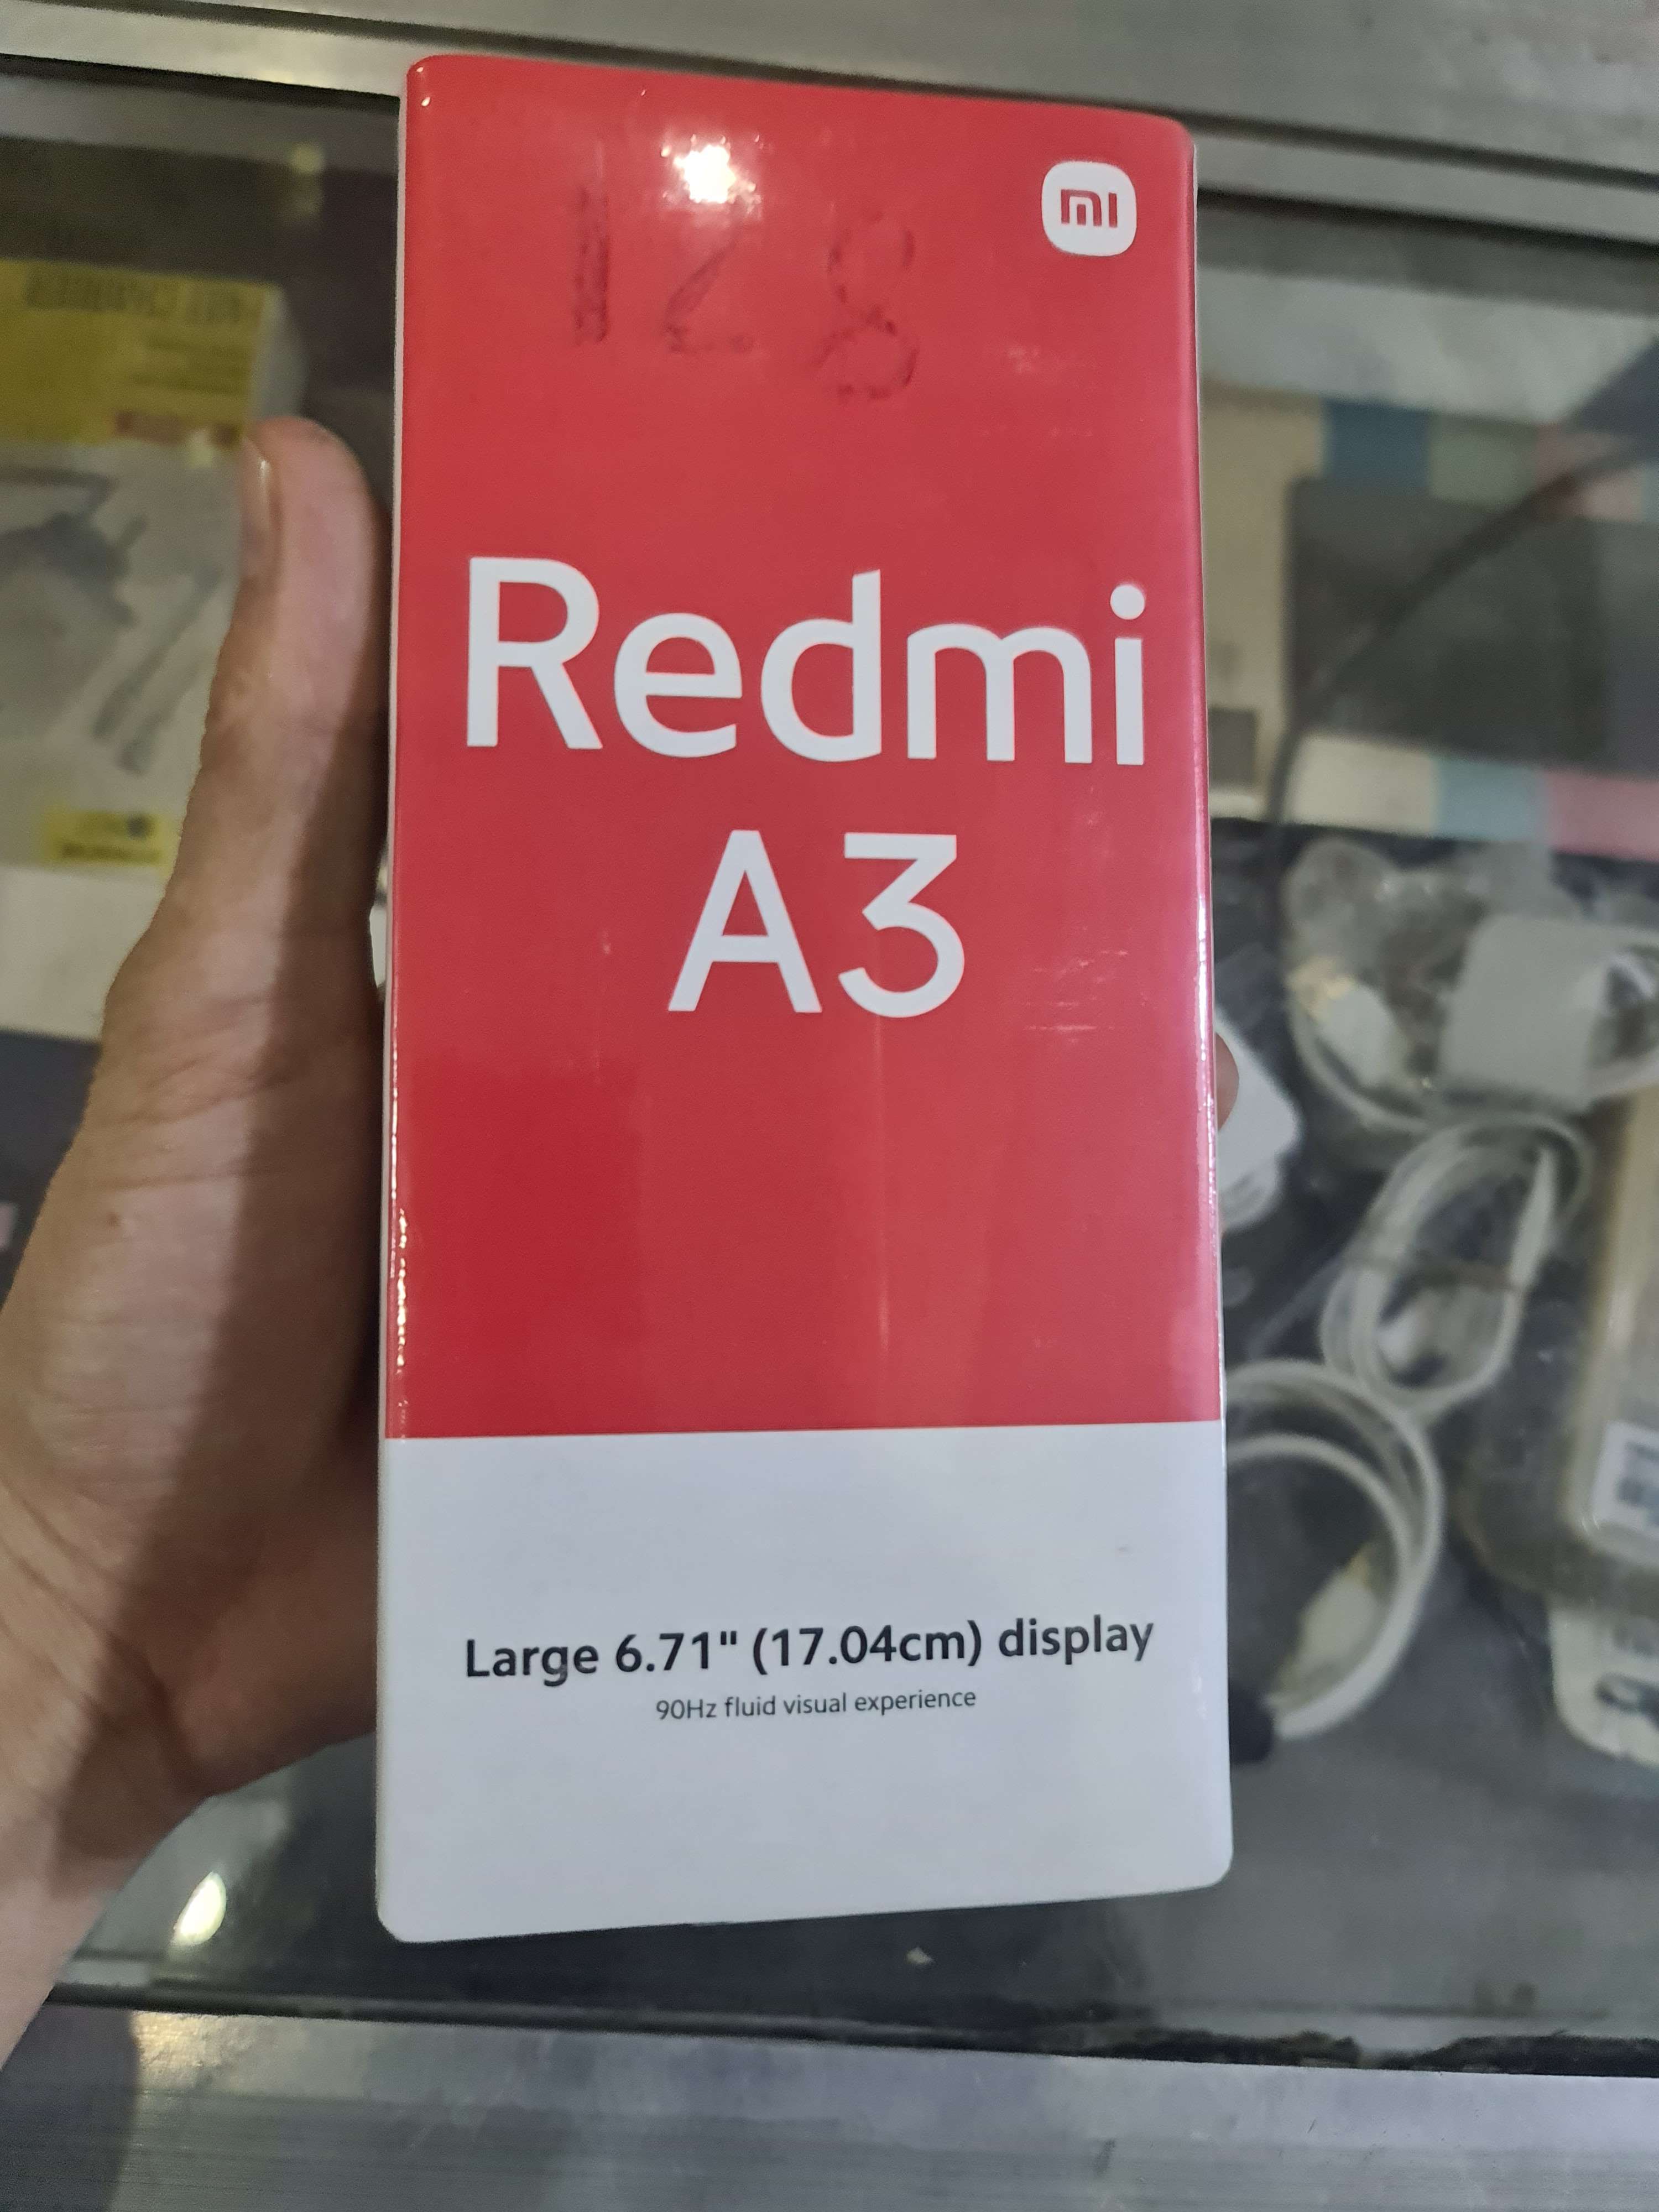 mi
128
Redmi
A3
Large 6.71" (17.04cm) display
90Hz fluid visual experience